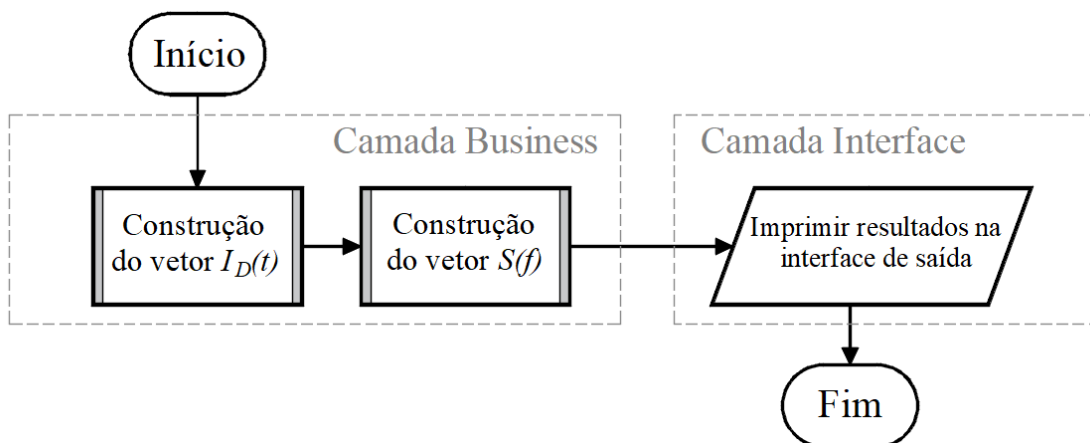 Início
Camada Business
Camada Interface
Construção
do vetor I_D(t)
Construção
do vetor S(f)
Imprimir resultados na
interface de saída
Fim